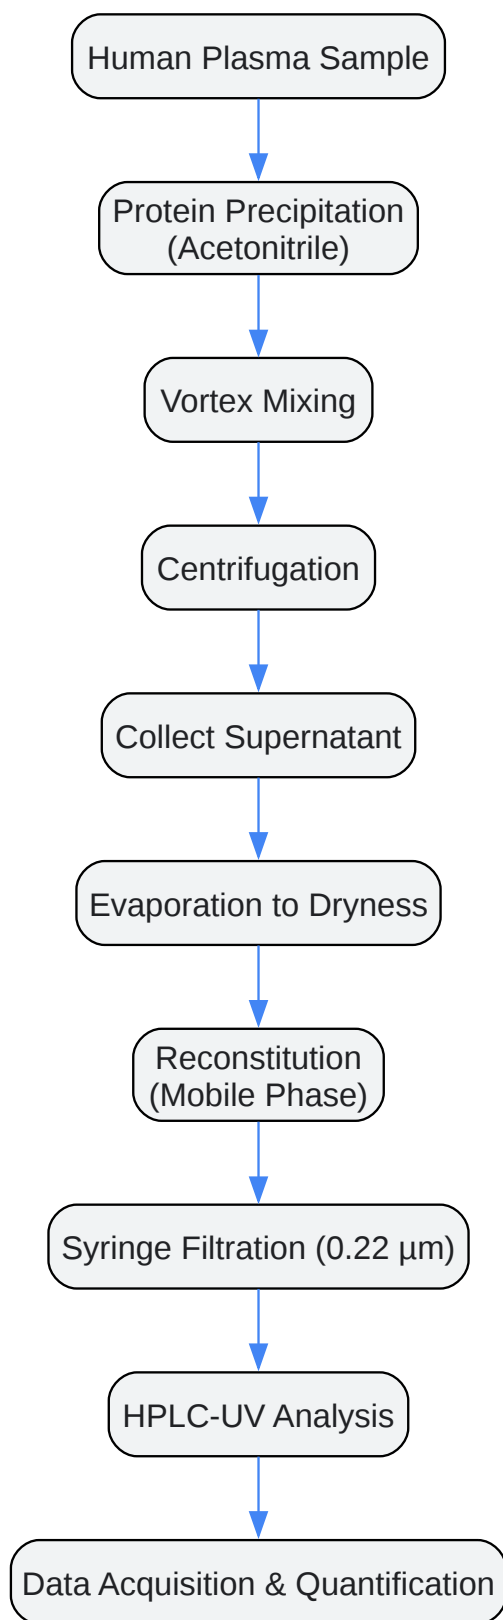 Human Plasma Sample
Protein Precipitation
(Acetonitrile)
Vortex Mixing
Centrifugation
Collect Supernatant
Evaporation to Dryness
Reconstitution
(Mobile Phase)
Syringe Filtration (0.22 µm)
HPLC-UV Analysis
Data Acquisition & Quantification